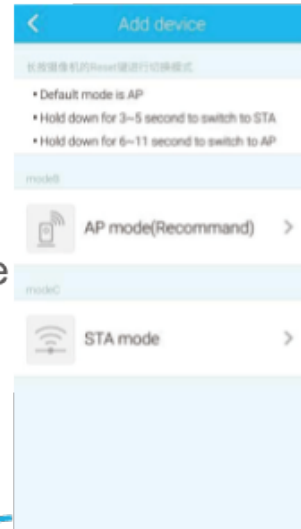 Add device
长按摄像机的Reset键进行切换模式
• Default mode is AP
• Hold down for 3~5 second to switch to STA
• Hold down for 6~11 second to switch to AP
modeB
AP mode(Recommand)
e
modeC
STA mode